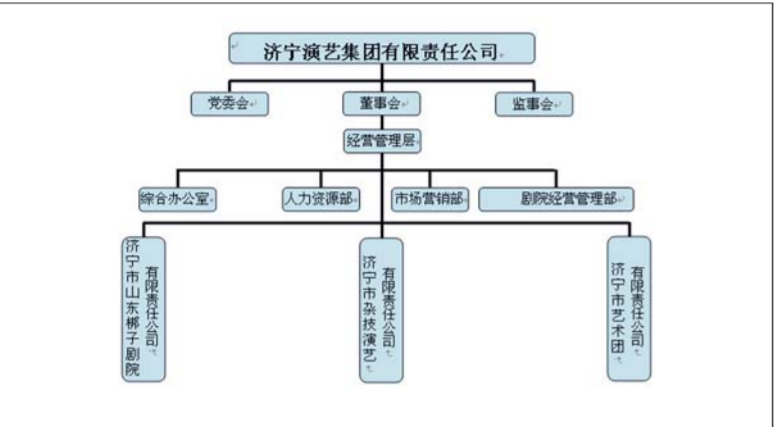 济宁演艺集团有限责任公司
党委会
董事会
监事会
经营管理层
综合办公室
人力资源部
市场营销部
剧院经营管理部
济宁市山东梆子剧院
有限责任公司
济宁市杂技演艺
有限责任公司
济宁市艺术团
有限责任公司